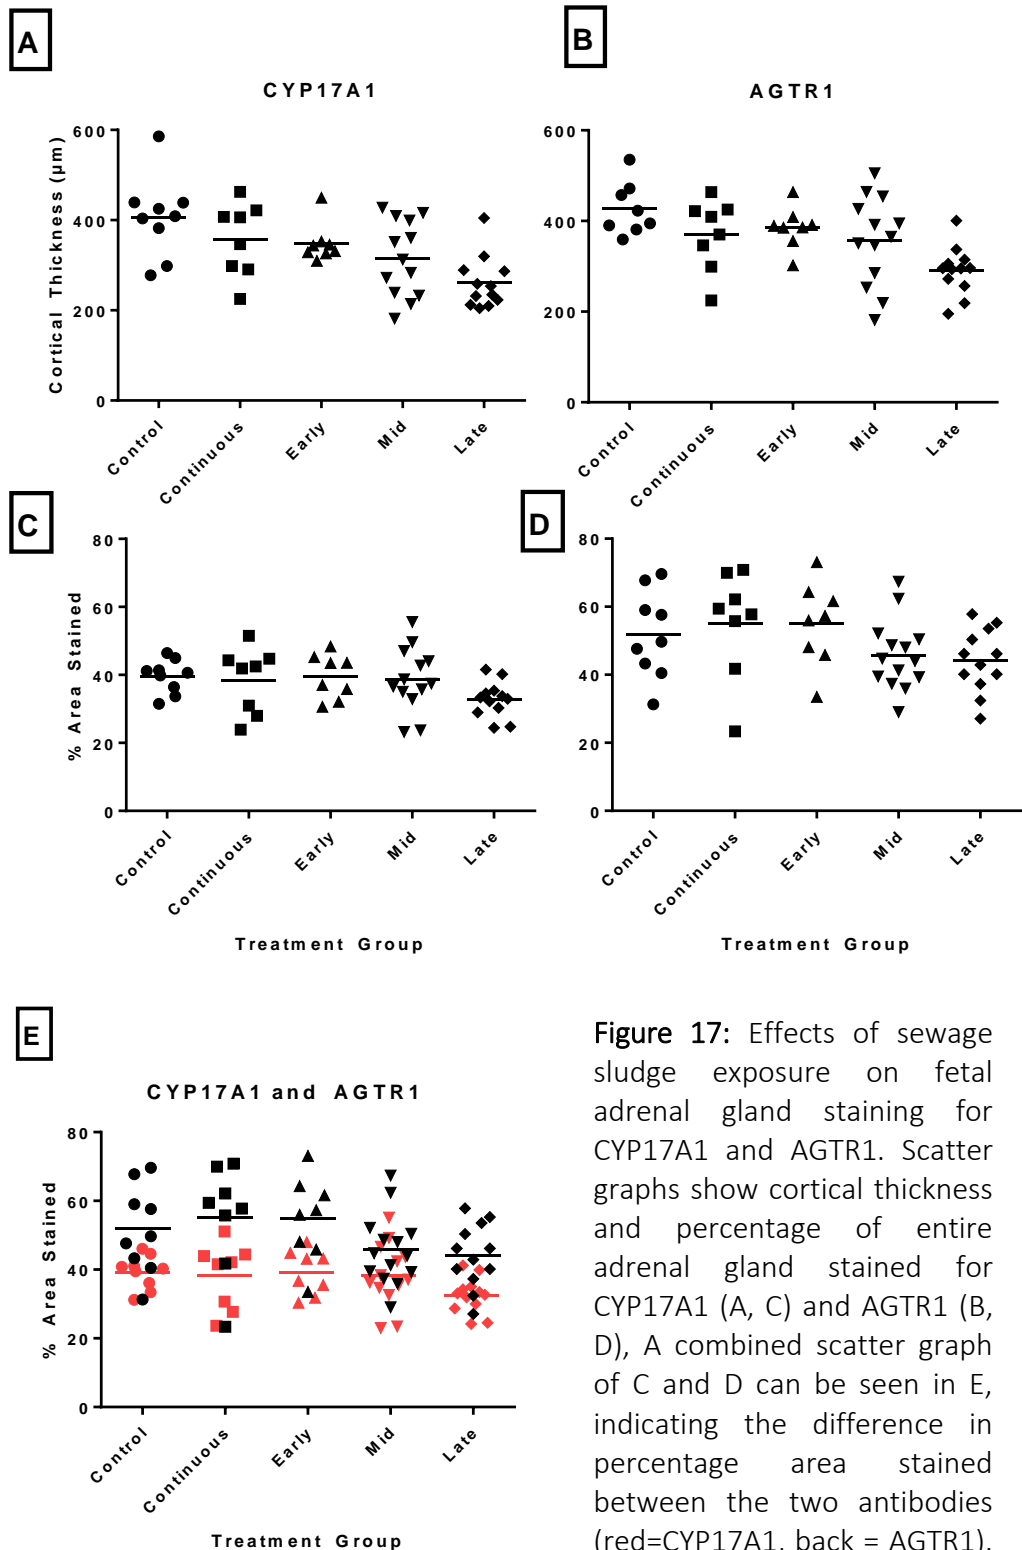 A
CYP17A1
Cortical Thickness (µm)
600
400
200
0
Control
Continuous
Early
Mid
Late
B
AGTR1
600
400
200
0
Control
Continuous
Early
Mid
Late
C
% Area Stained
80
60
40
20
0
Control
Continuous
Early
Mid
Late
Treatment Group
D
80
60
40
20
0
Control
Continuous
Early
Mid
Late
Treatment Group
E
CYP17A1 and AGTR1
% Area Stained
80
60
40
20
0
Control
Continuous
Early
Mid
Late
Treatment Group
Figure 17: Effects of sewage
sludge exposure on fetal
adrenal gland staining for
CYP17A1 and AGTR1. Scatter
graphs show cortical thickness
and percentage of entire
adrenal gland stained for
CYP17A1 (A, C) and AGTR1 (B,
D), A combined scatter graph
of C and D can be seen in E,
indicating the difference in
percentage area stained
between the two antibodies
(red=CYP17A1, back = AGTR1).